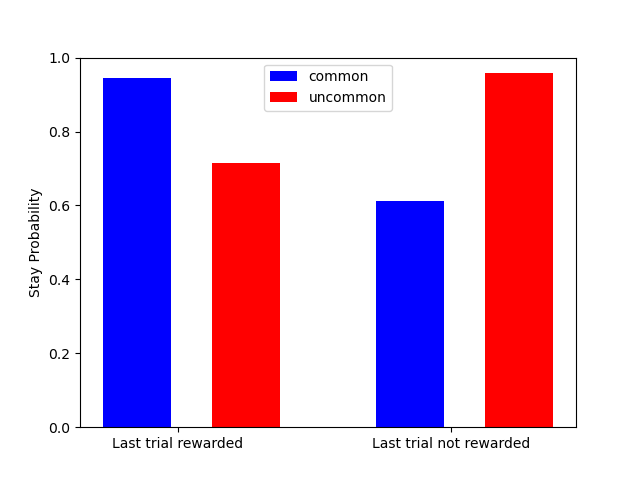 1.0
0.8
0.6
0.4
0.2
0.0
Stay Probability
common
uncommon
Last trial rewarded
Last trial not rewarded